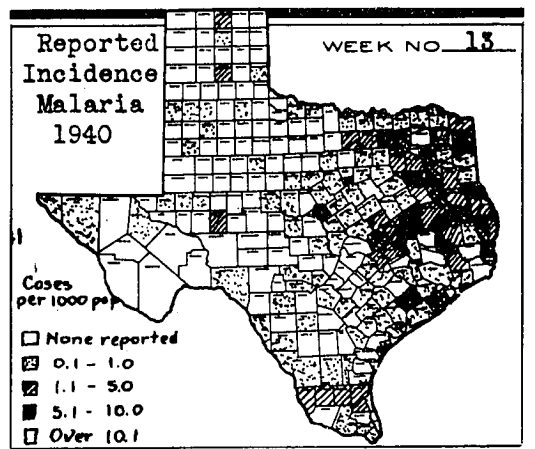 Reported
Incidence
Malaria
1940
WEEK NO. 13
Cases
per 1000 pop
None reported
0.1 - 1.0
1.1 - 5.0
5.1 - 10.0
Over 10.1